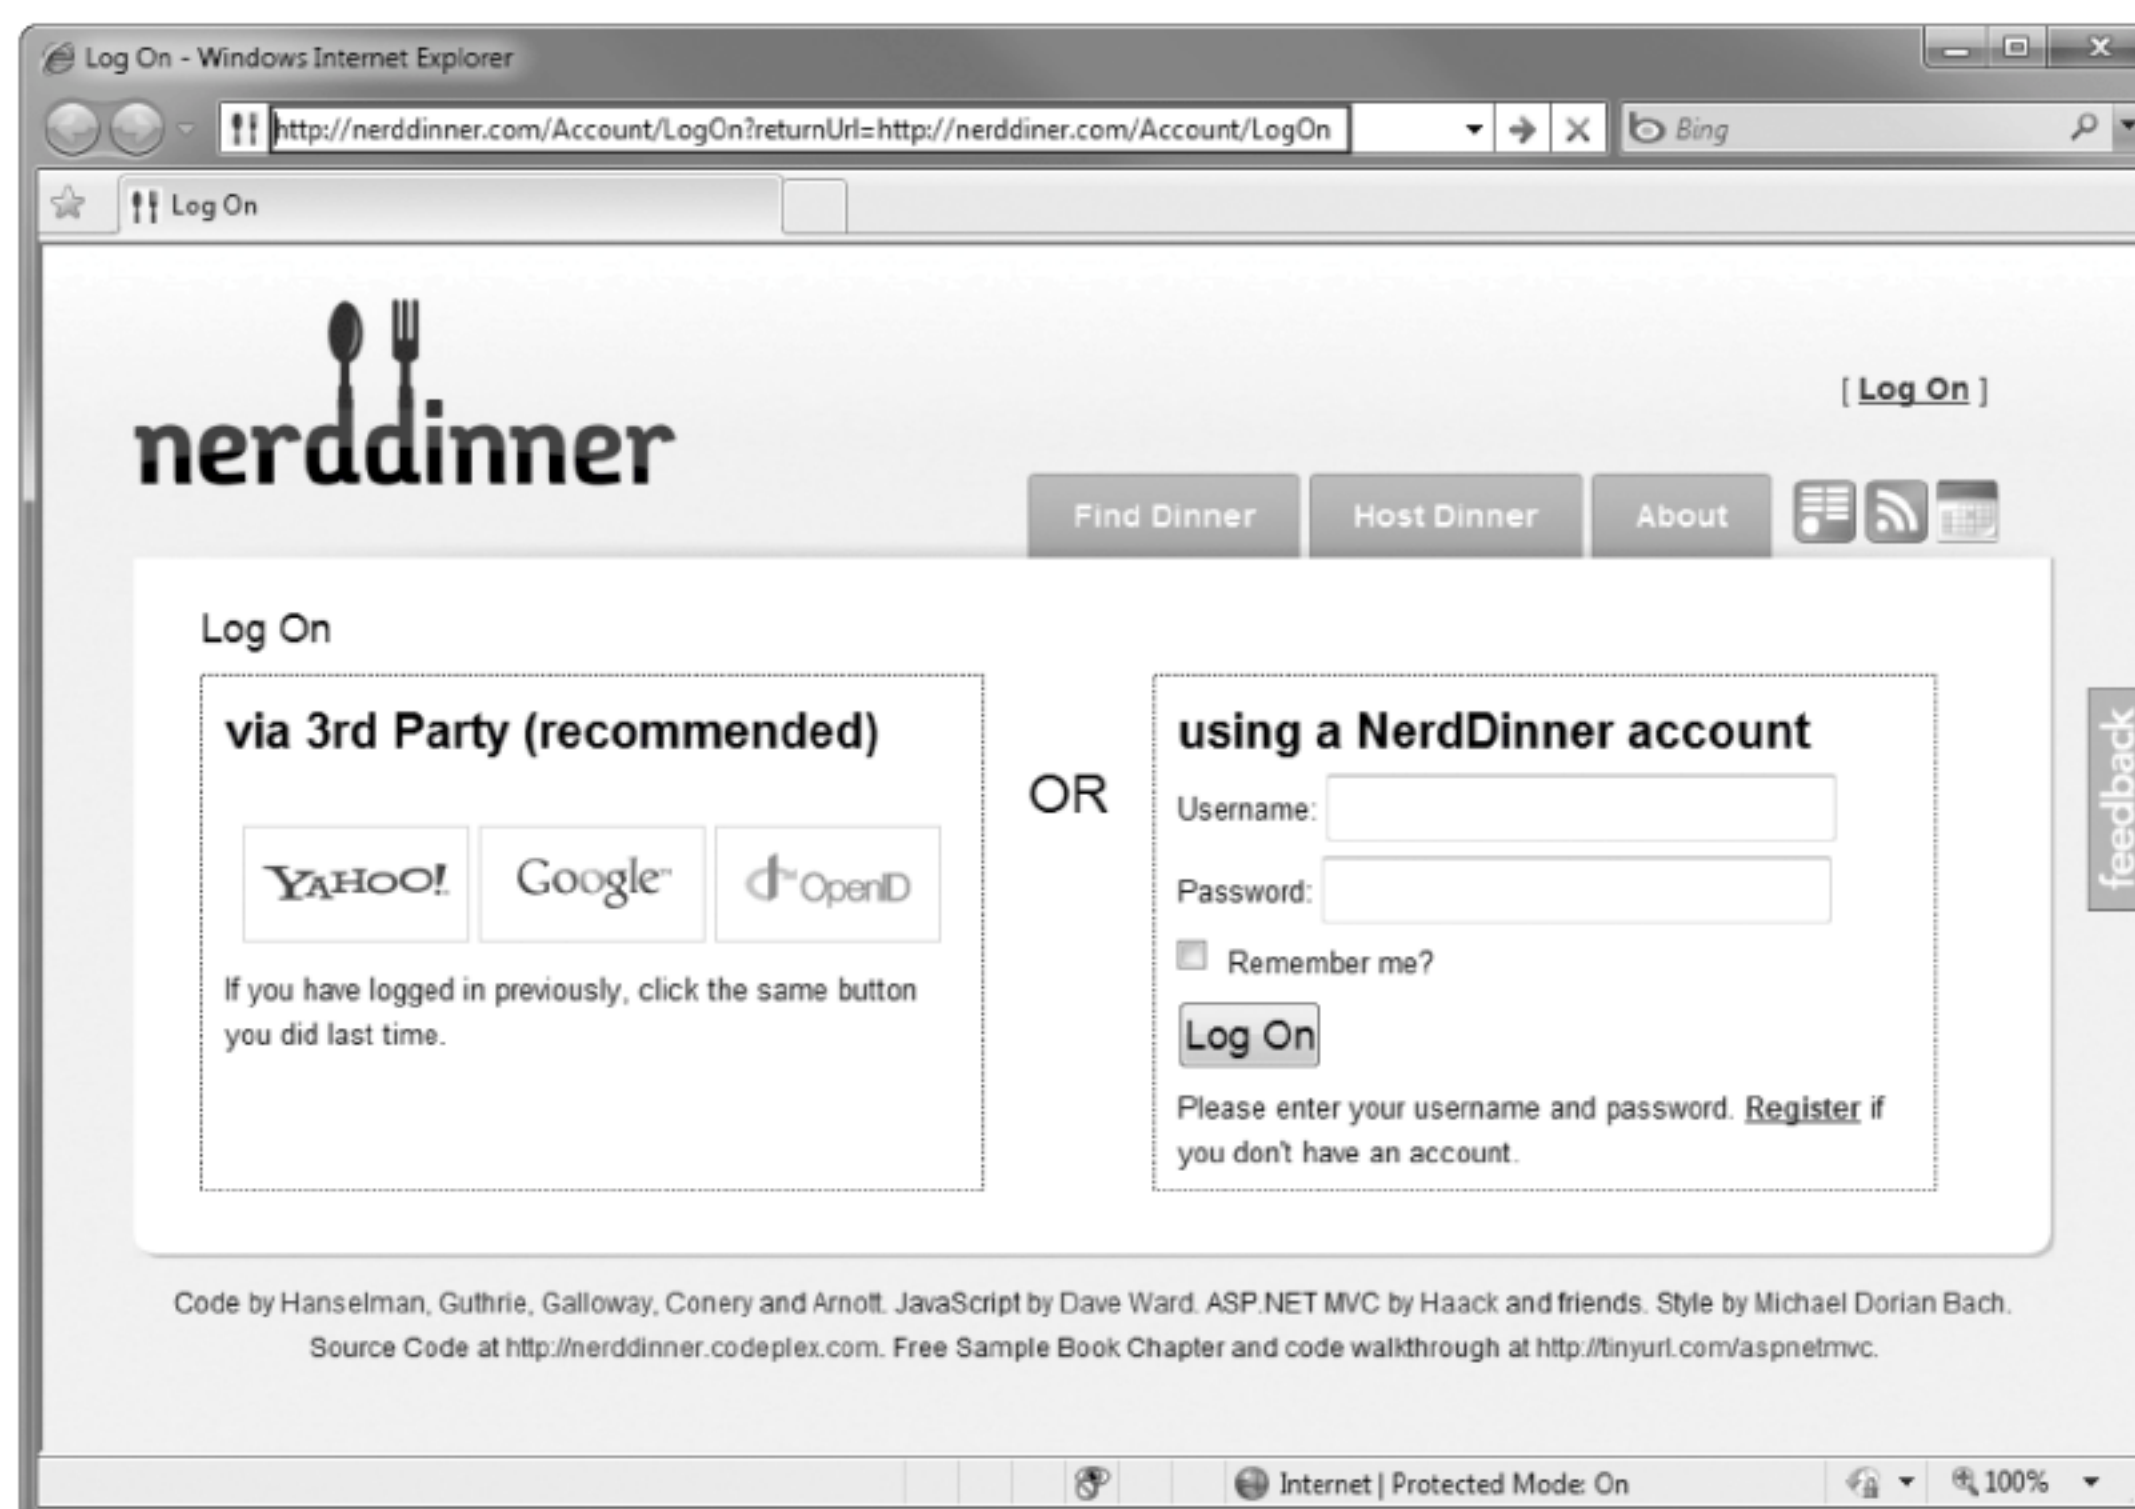 Log On - Windows Internet Explorer
http://nerddinner.com/Account/LogOn?returnUrl=http://nerddiner.com/Account/LogOn
Bing
Log On
nerddinner
[ Log On ]
Find Dinner
Host Dinner
About
Log On
via 3rd Party (recommended)
YAHOO!
Google™
OpenID
If you have logged in previously, click the same button
you did last time.
OR
using a NerdDinner account
Username:
Password:
Remember me?
Log On
Please enter your username and password. Register if
you don't have an account.
feedback
Code by Hanselman, Guthrie, Galloway, Conery and Arnott. JavaScript by Dave Ward. ASP.NET MVC by Haack and friends. Style by Michael Dorian Bach.
Source Code at http://nerddinner.codeplex.com. Free Sample Book Chapter and code walkthrough at http://tinyurl.com/aspnetmvc.
Internet | Protected Mode: On
100%